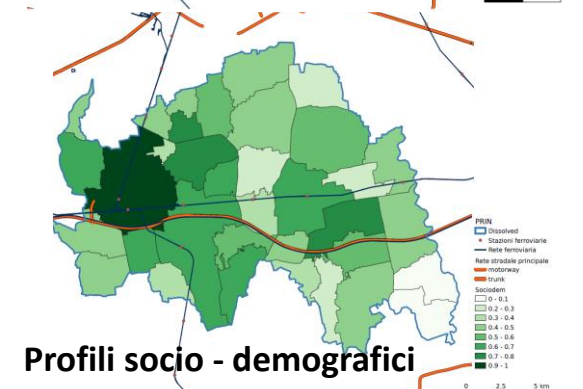 PRIN
Dissolved
Stazioni ferroviarie
Rete ferroviaria
Rete stradale principale
motorway
trunk
Sociodem
0 - 0.1
0.2 - 0.3
0.3 - 0.4
0.4 - 0.5
0.5 - 0.6
0.6 - 0.7
0.7 - 0.8
0.9 - 1
Profili socio - demografici
0 2.5 5 km